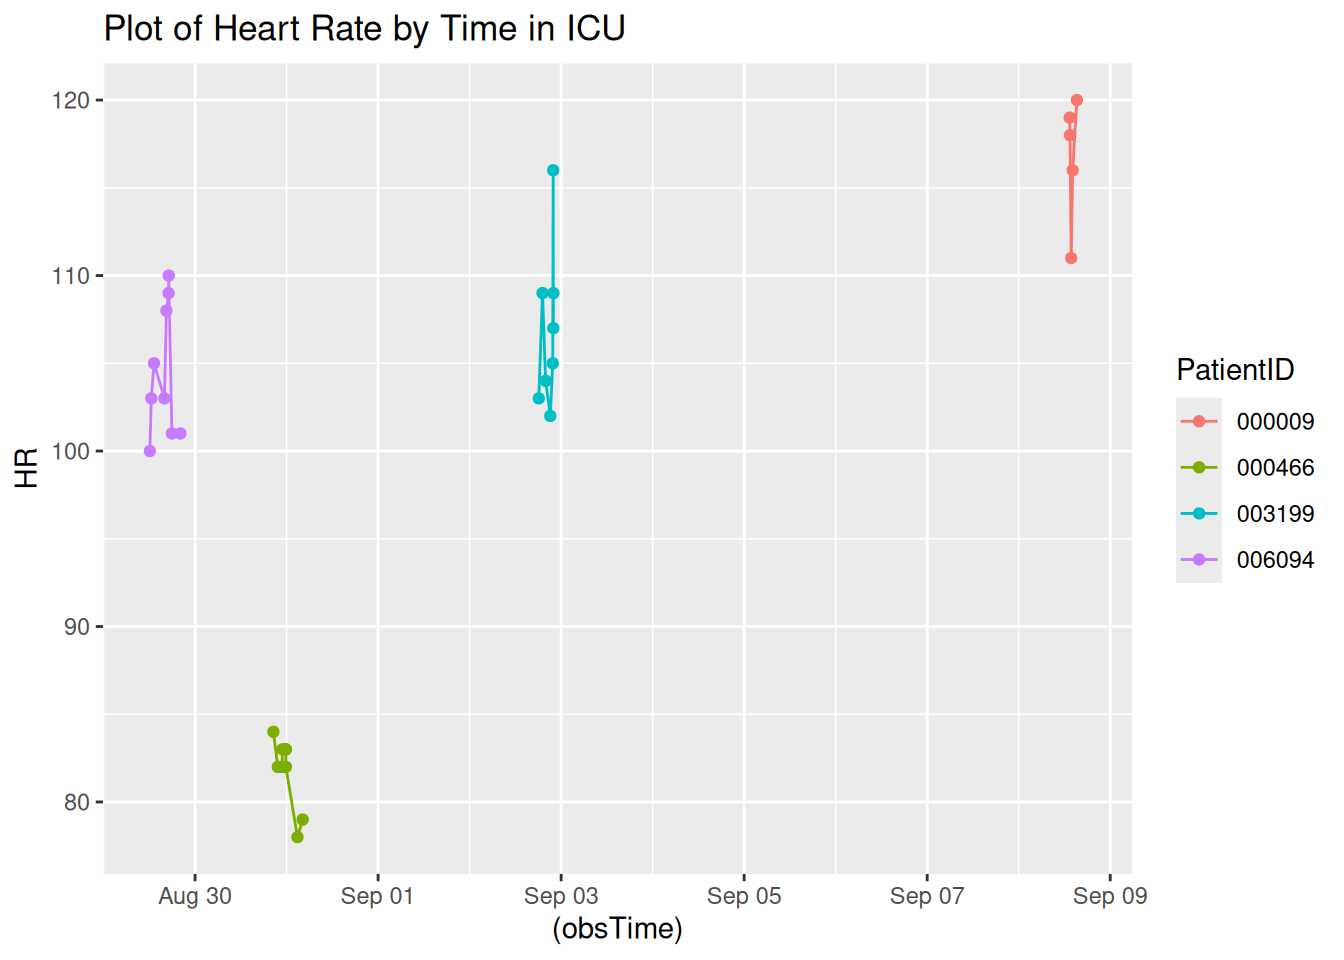 Plot of Heart Rate by Time in ICU
120
110
100
90
80
HR
Aug 30
Sep 01
Sep 03
Sep 05
Sep 07
Sep 09
(obsTime)
PatientID
000009
000466
003199
006094